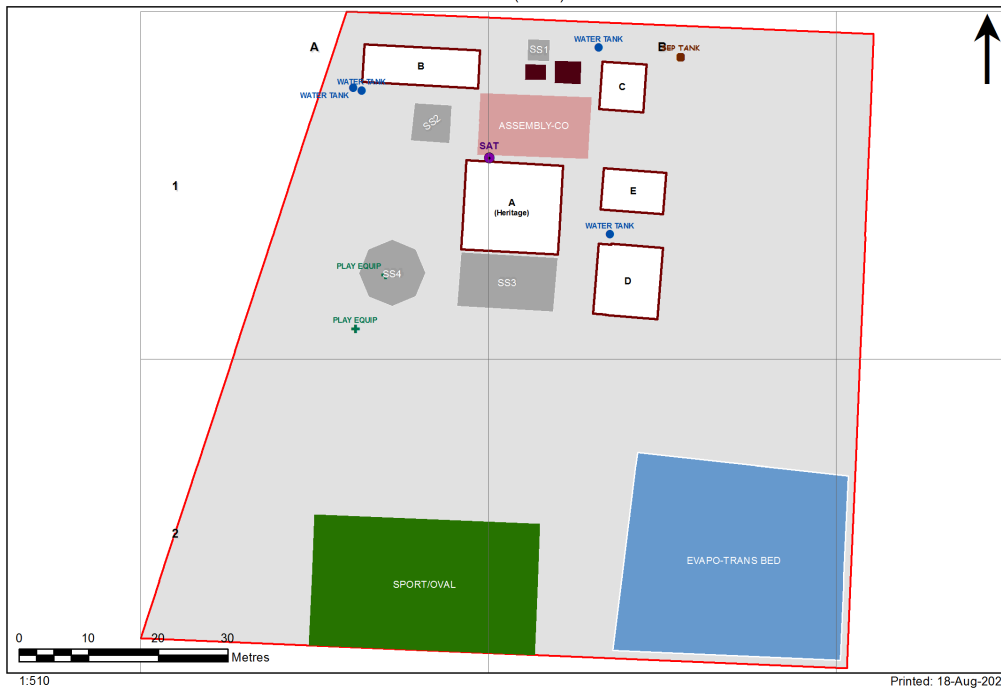 A
B
WATER TANK
B
SEP TANK
SS1
WATER TANK
WATER TANK
C
SS2
ASSEMBLY-CO
SAT
1
A
(Heritage)
E
WATER TANK
PLAY EQUIP
SS4
SS3
D
PLAY EQUIP
2
EVAPO-TRANS BED
SPORT/OVAL
0 10 20 30
Metres
1:510
Printed: 18-Aug-202